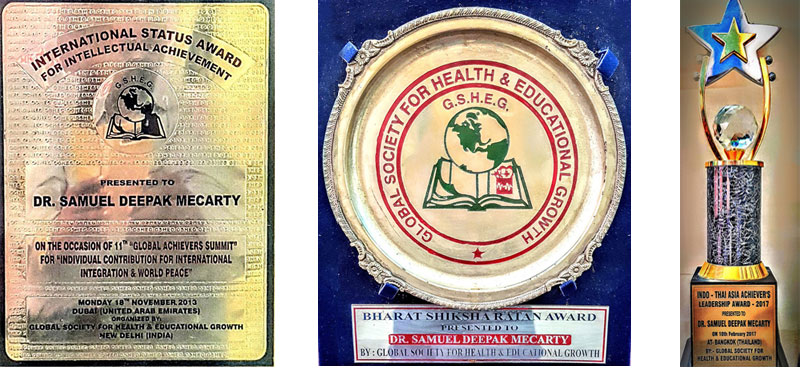 INTERNATIONAL STATUS AWARD
FOR INTELLECTUAL ACHIEVEMENT
G.S.H.E.G.
PRESENTED TO
DR. SAMUEL DEEPAK MECARTY
ON THE OCCASION OF 11TH "GLOBAL ACHIEVERS SUMMIT"
FOR "INDIVIDUAL CONTRIBUTION FOR INTERNATIONAL
INTEGRATION & WORLD PEACE"
MONDAY 18TH NOVEMBER 2013
DUBAI (UNITED ARAB EMIRATES)
ORGANIZED BY:
GLOBAL SOCIETY FOR HEALTH & EDUCATIONAL GROWTH
NEW DELHI (INDIA)
GLOBAL SOCIETY FOR HEALTH & EDUCATIONAL GROWTH
G.S.H.E.G.
BHARAT SHIKSHA RATAN AWARD
PRESENTED TO
DR. SAMUEL DEEPAK MECARTY
BY : GLOBAL SOCIETY FOR HEALTH & EDUCATIONAL GROWTH
INDO - THAI ASIA ACHIEVER'S
LEADERSHIP AWARD - 2017
PRESENTED TO
DR. SAMUEL DEEPAK MECARTY
ON 18th February 2017
AT- BANGKOK (THAILAND)
BY - GLOBAL SOCIETY FOR
HEALTH & EDUCATIONAL GROWTH